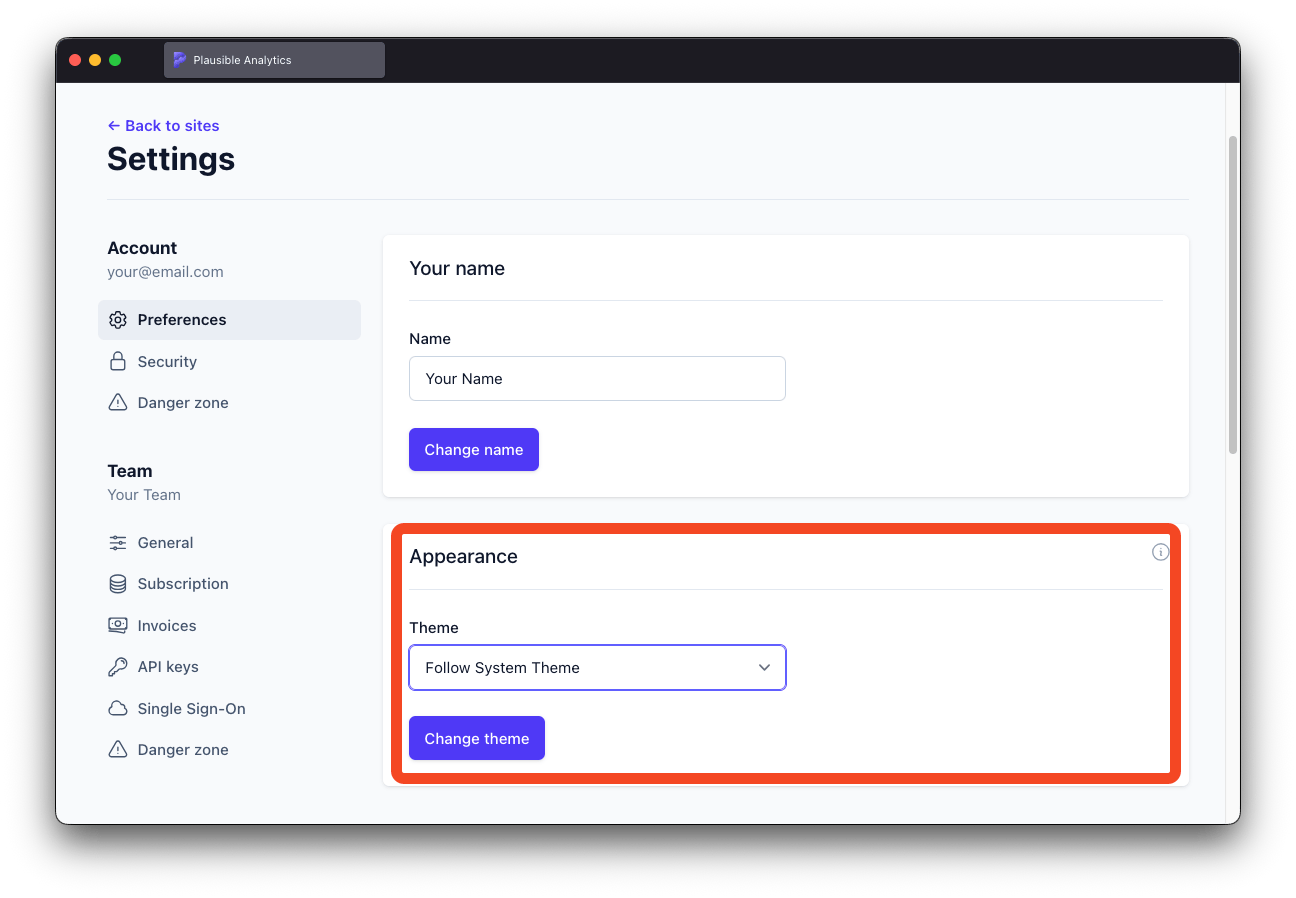 Plausible Analytics
← Back to sites
Settings
Account
your@email.com
Preferences
Security
Danger zone
Team
Your Team
General
Subscription
Invoices
API keys
Single Sign-On
Danger zone
Your name
Name
Your Name
Change name
Appearance
Theme
Follow System Theme
Change theme